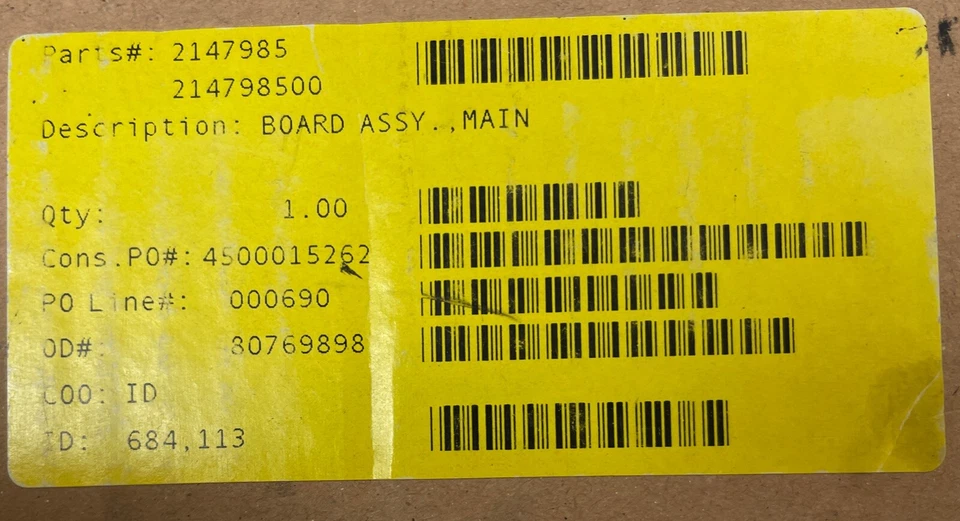 Parts#: 2147985
214798500
Description: BOARD ASSY.,MAIN
Qty: 1.00
Cons.PO#: 4500015262
PO Line#: 000690
OD#: 80769898
COO: ID
ID: 684,113